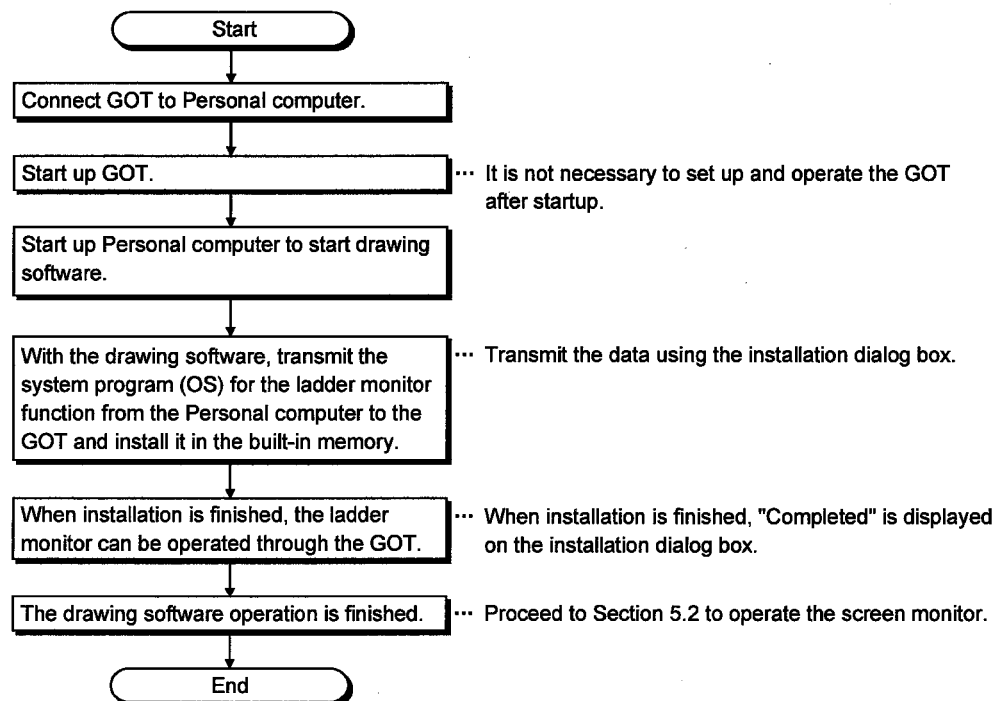 Start
Connect GOT to Personal computer.
Start up GOT.
··· It is not necessary to set up and operate the GOT
after startup.
Start up Personal computer to start drawing
software.
With the drawing software, transmit the
system program (OS) for the ladder monitor
function from the Personal computer to the
GOT and install it in the built-in memory.
··· Transmit the data using the installation dialog box.
When installation is finished, the ladder
monitor can be operated through the GOT.
··· When installation is finished, "Completed" is displayed
on the installation dialog box.
The drawing software operation is finished.
··· Proceed to Section 5.2 to operate the screen monitor.
End